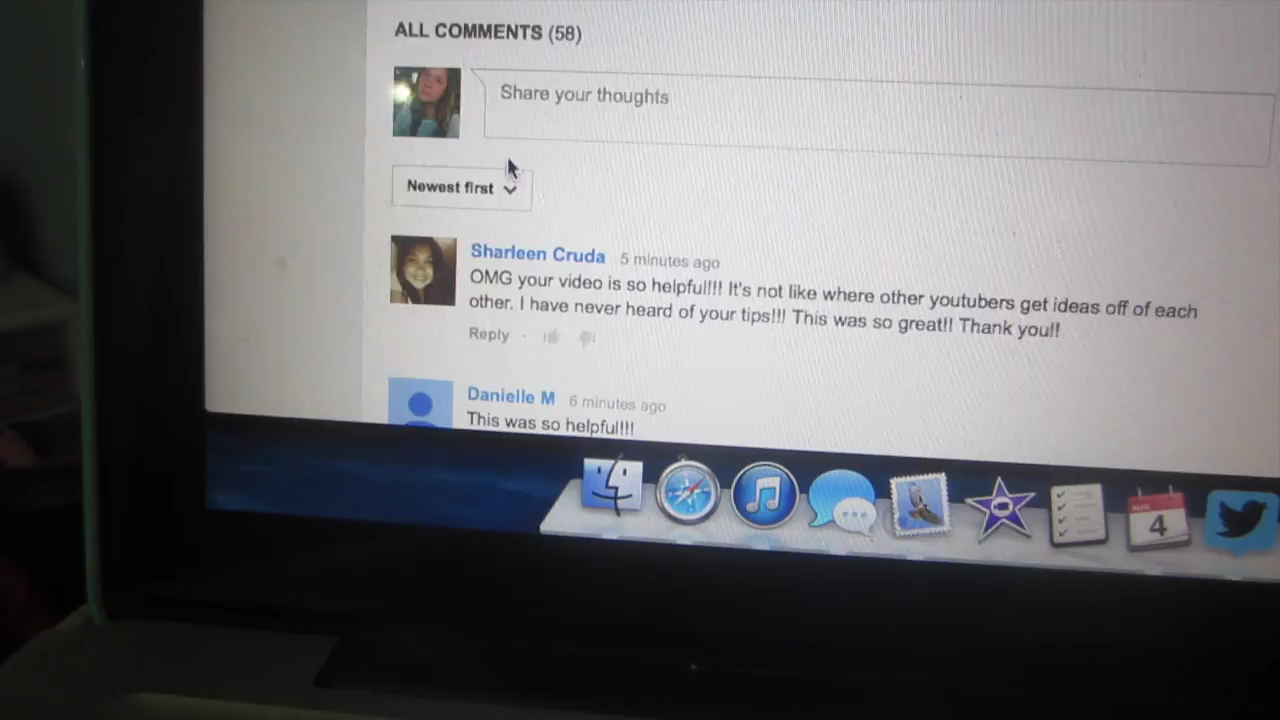 ALL COMMENTS (58)
Share your thoughts
Newest first
Sharleen Cruda 5 minutes ago
OMG your video is so helpful!!! It's not like where other youtubers get ideas off of each
other. I have never heard of your tips!!! This was so great!! Thank you!!
Reply
Danielle M 6 minutes ago
This was so helpful!!!
AUG
4